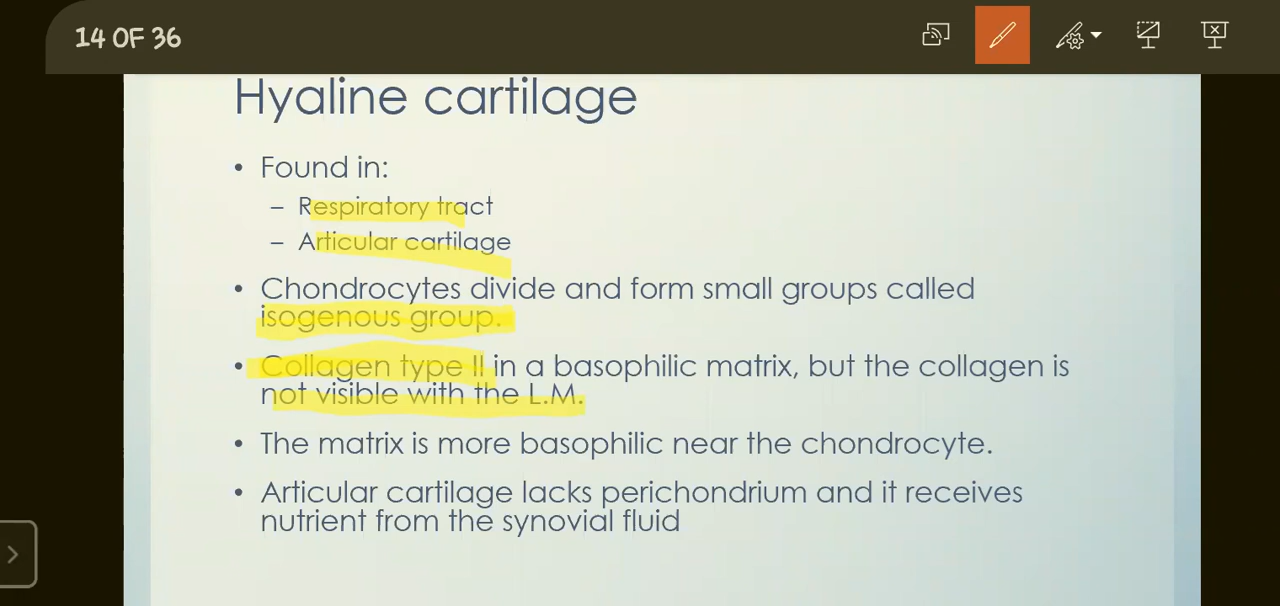 14 OF 36
Hyaline cartilage
• Found in:
– Respiratory tract
– Articular cartilage
• Chondrocytes divide and form small groups called
isogenous group.
• Collagen type II in a basophilic matrix, but the collagen is
not visible with the L.M.
• The matrix is more basophilic near the chondrocyte.
• Articular cartilage lacks perichondrium and it receives
nutrient from the synovial fluid